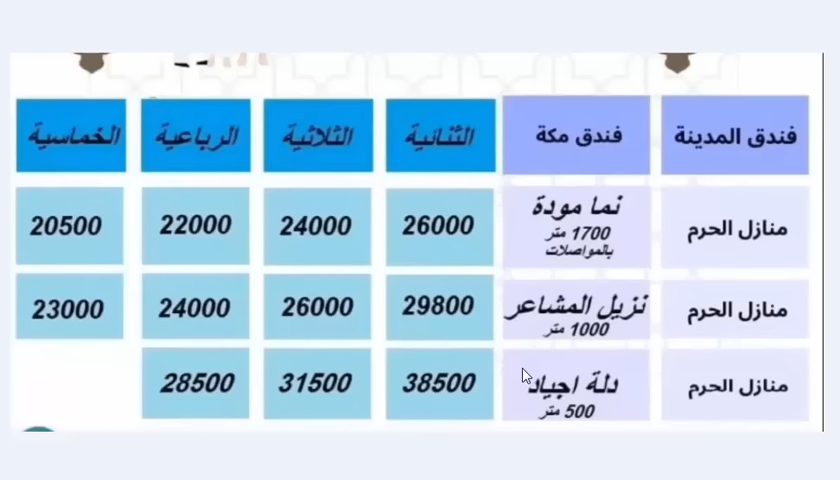 فندق المدينة فندق مكة الثنائية الثلاثية الرباعية الخماسية
منازل الحرم نما مودة 26000 24000 22000 20500
1700 متر
بالمواصلات
منازل الحرم نزيل المشاعر 29800 26000 24000 23000
1000 متر
منازل الحرم دلة اجياد 38500 31500 28500
500 متر